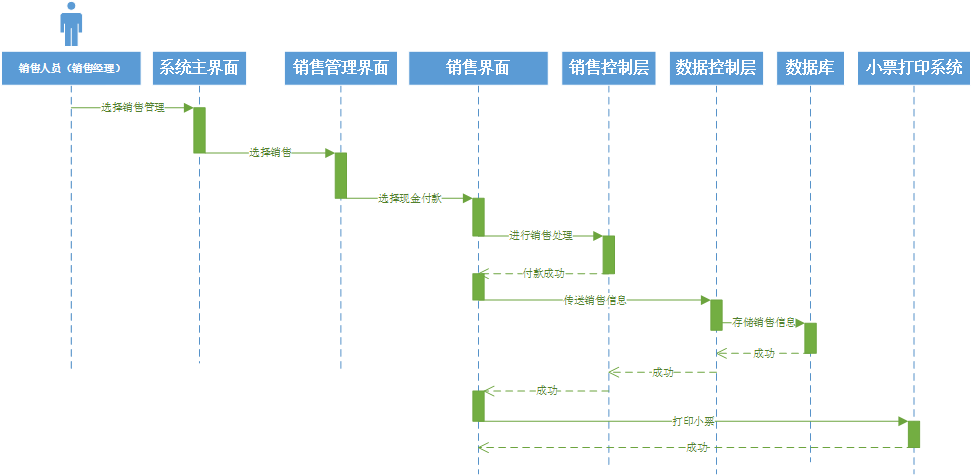 销售人员（销售经理）
系统主界面
销售管理界面
销售界面
销售控制层
数据控制层
数据库
小票打印系统
选择销售管理
选择销售
选择现金付款
进行销售处理
付款成功
传送销售信息
存储销售信息
成功
成功
成功
打印小票
成功